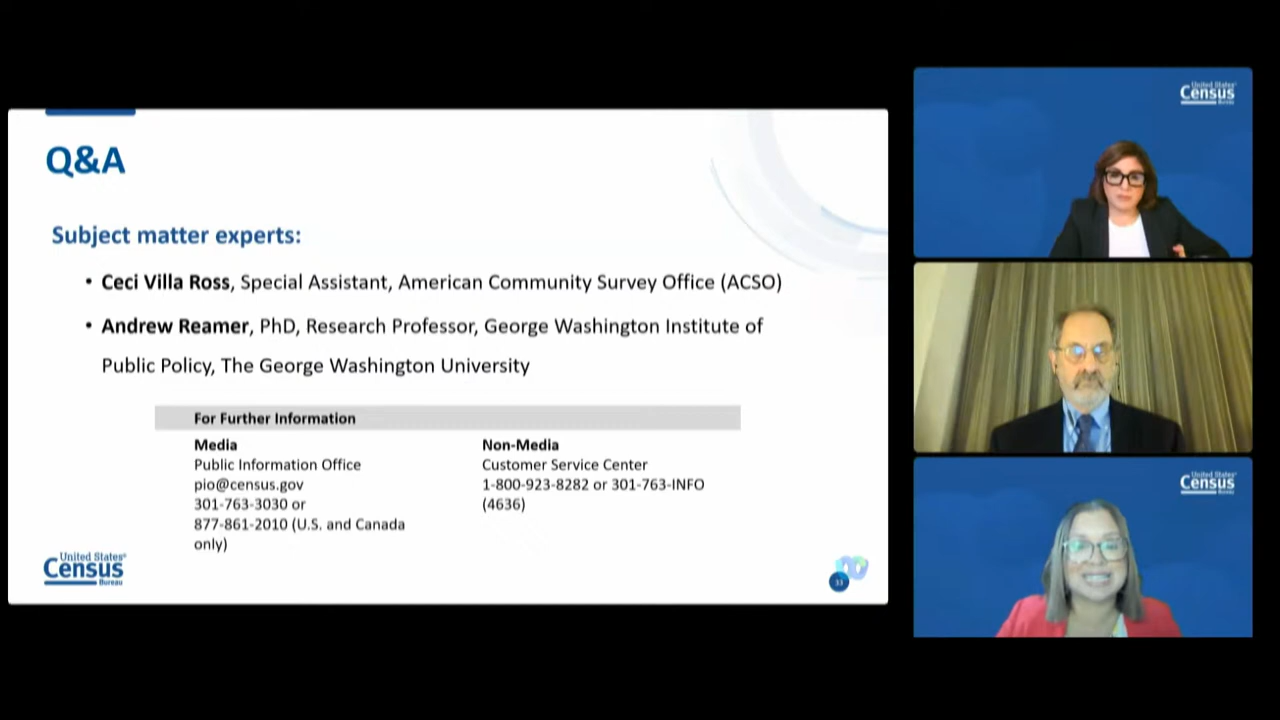 Q&A
Subject matter experts:
• Ceci Villa Ross, Special Assistant, American Community Survey Office (ACSO)
• Andrew Reamer, PhD, Research Professor, George Washington Institute of
Public Policy, The George Washington University
For Further Information
Media
Public Information Office
pio@census.gov
301-763-3030 or
877-861-2010 (U.S. and Canada
only)
Non-Media
Customer Service Center
1-800-923-8282 or 301-763-INFO
(4636)
United States®
Census
Bureau
33
United States®
Census
Bureau
United States®
Census
Bureau